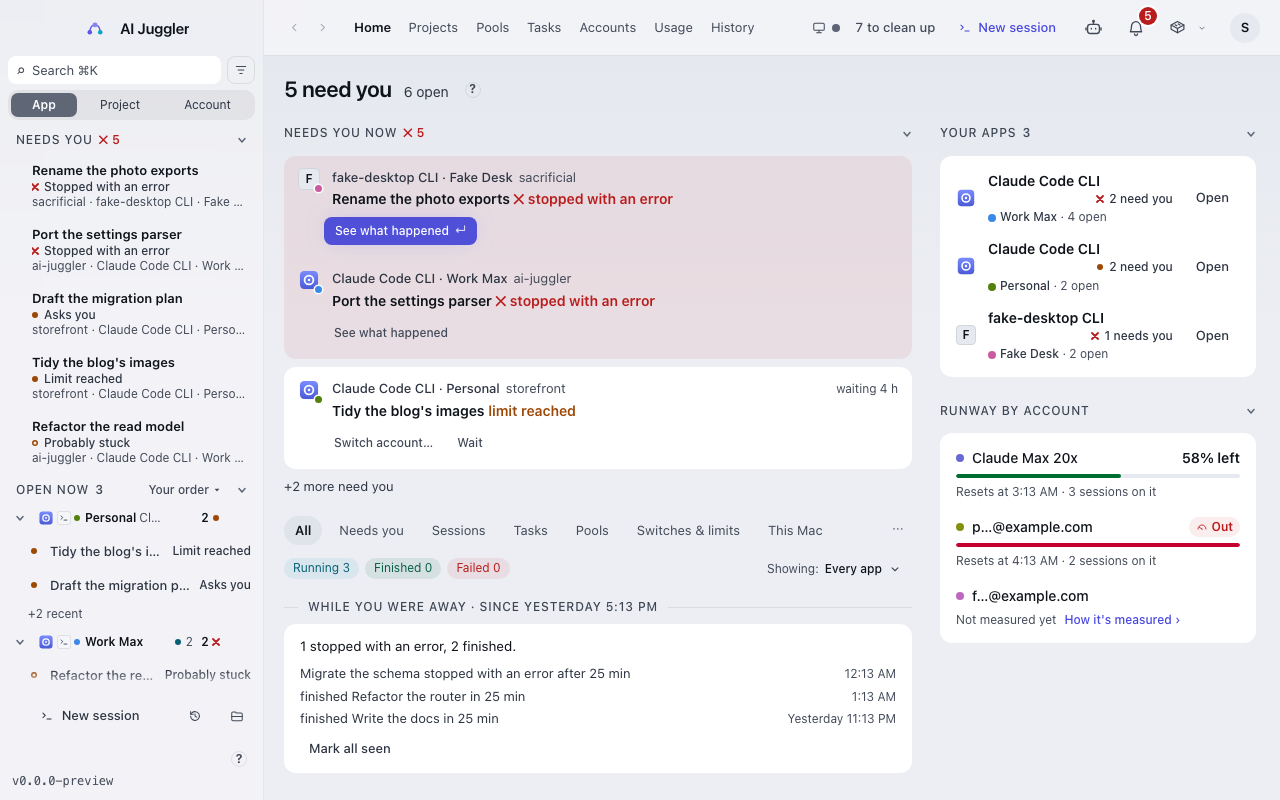 AI Juggler
Search ⌘K
App Project Account
NEEDS YOU 5
Rename the photo exports
Stopped with an error
sacrificial · fake-desktop CLI · Fake ...
Port the settings parser
Stopped with an error
ai-juggler · Claude Code CLI · Work ...
Draft the migration plan
Asks you
storefront · Claude Code CLI · Perso...
Tidy the blog's images
Limit reached
storefront · Claude Code CLI · Perso...
Refactor the read model
Probably stuck
ai-juggler · Claude Code CLI · Work ...
OPEN NOW 3 Your order
Personal Cl... 2
Tidy the blog's i... Limit reached
Draft the migration p... Asks you
+2 recent
Work Max 2 2
Refactor the re... Probably stuck
New session
?
v0.0.0-preview
Home Projects Pools Tasks Accounts Usage History 7 to clean up New session 5 S
5 need you 6 open ?
NEEDS YOU NOW 5
F fake-desktop CLI · Fake Desk sacrificial
Rename the photo exports stopped with an error
See what happened
Claude Code CLI · Work Max ai-juggler
Port the settings parser stopped with an error
See what happened
Claude Code CLI · Personal storefront waiting 4 h
Tidy the blog's images limit reached
Switch account... Wait
+2 more need you
All Needs you Sessions Tasks Pools Switches & limits This Mac ...
Running 3 Finished 0 Failed 0 Showing: Every app
WHILE YOU WERE AWAY · SINCE YESTERDAY 5:13 PM
1 stopped with an error, 2 finished.
Migrate the schema stopped with an error after 25 min 12:13 AM
finished Refactor the router in 25 min 1:13 AM
finished Write the docs in 25 min Yesterday 11:13 PM
Mark all seen
YOUR APPS 3
Claude Code CLI
2 need you Open
Work Max · 4 open
Claude Code CLI
2 need you Open
Personal · 2 open
fake-desktop CLI
F 1 needs you Open
Fake Desk · 2 open
RUNWAY BY ACCOUNT
Claude Max 20x 58% left
Resets at 3:13 AM · 3 sessions on it
p...@example.com Out
Resets at 4:13 AM · 2 sessions on it
f...@example.com
Not measured yet How it's measured ›